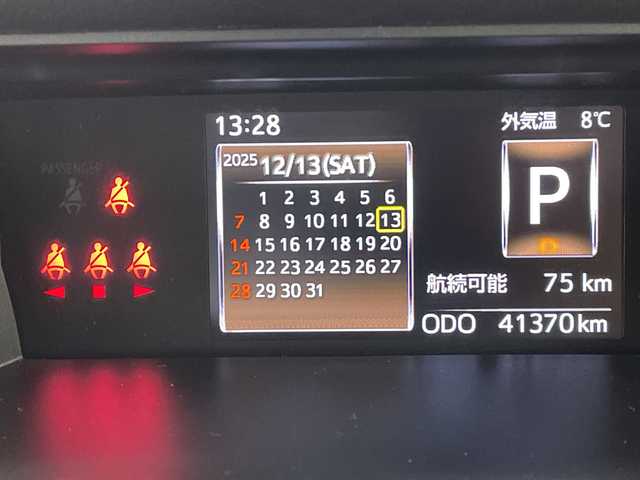 13:28
外気温 8℃
PASSENGER
2025 12/13(SAT)
1 2 3 4 5 6
7 8 9 10 11 12 13
14 15 16 17 18 19 20
21 22 23 24 25 26 27
28 29 30 31
P
D
航続可能 75 km
ODO 41370 km